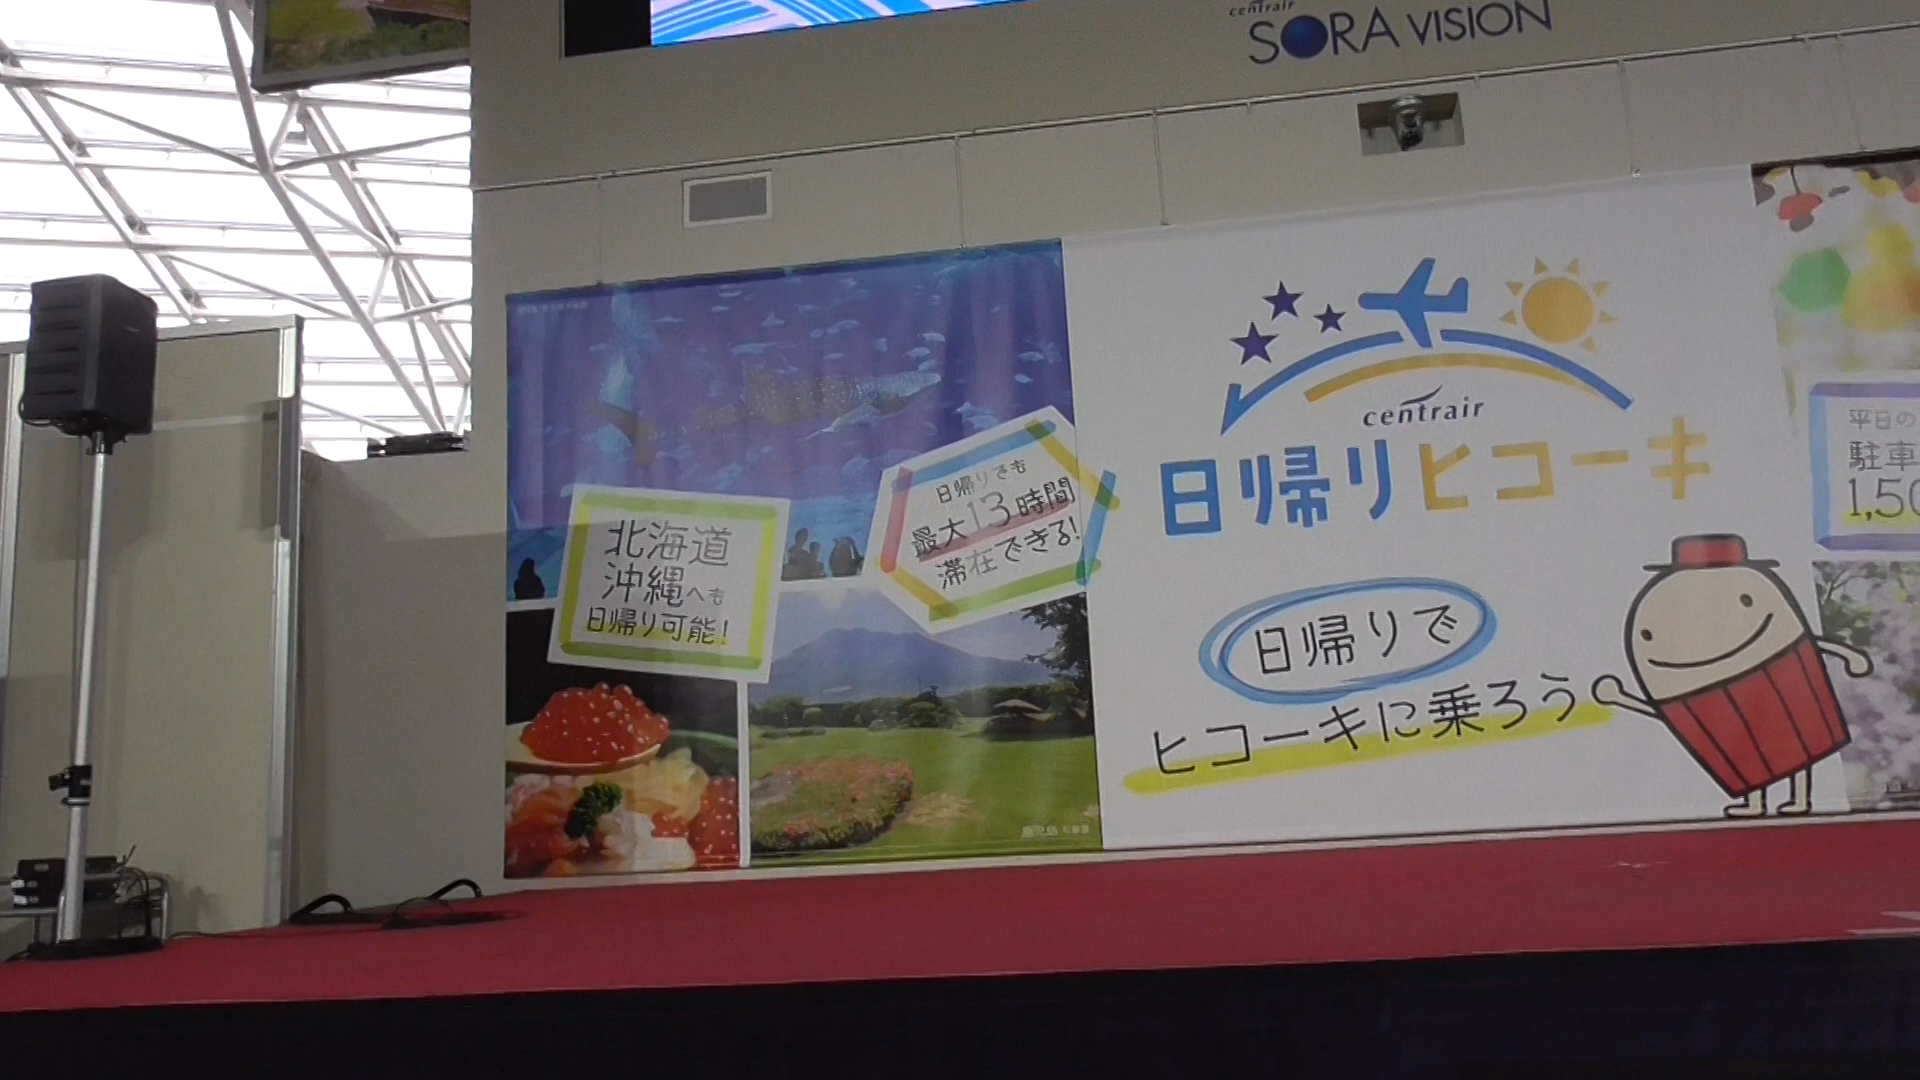 centrair
SORA VISION
北海道
沖縄へも
日帰り可能!
日帰りでも
最大13時間
滞在できる!
centrair
日帰りヒコーキ
日帰りで
ヒコーキに乗ろう
平日の
駐車
1,50
鹿児島